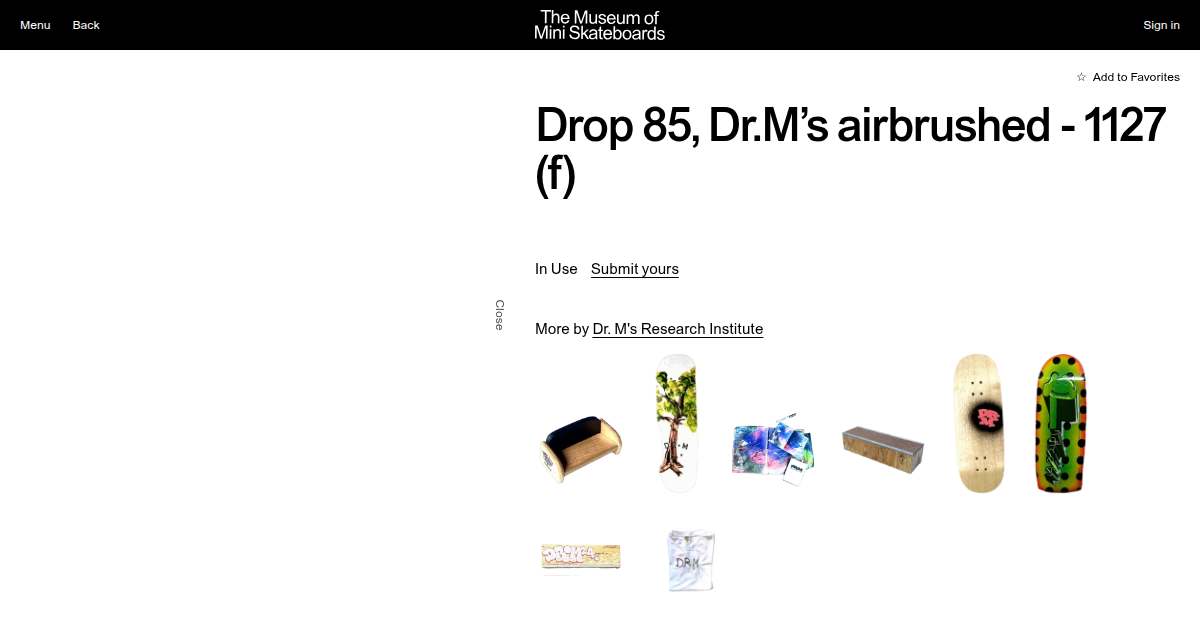 Menu
Back
The Museum of
Mini Skateboards
Sign in
☆ Add to Favorites
Drop 85, Dr.M’s airbrushed - 1127
(f)
In Use
Submit yours
Close
More by Dr. M's Research Institute
DR M